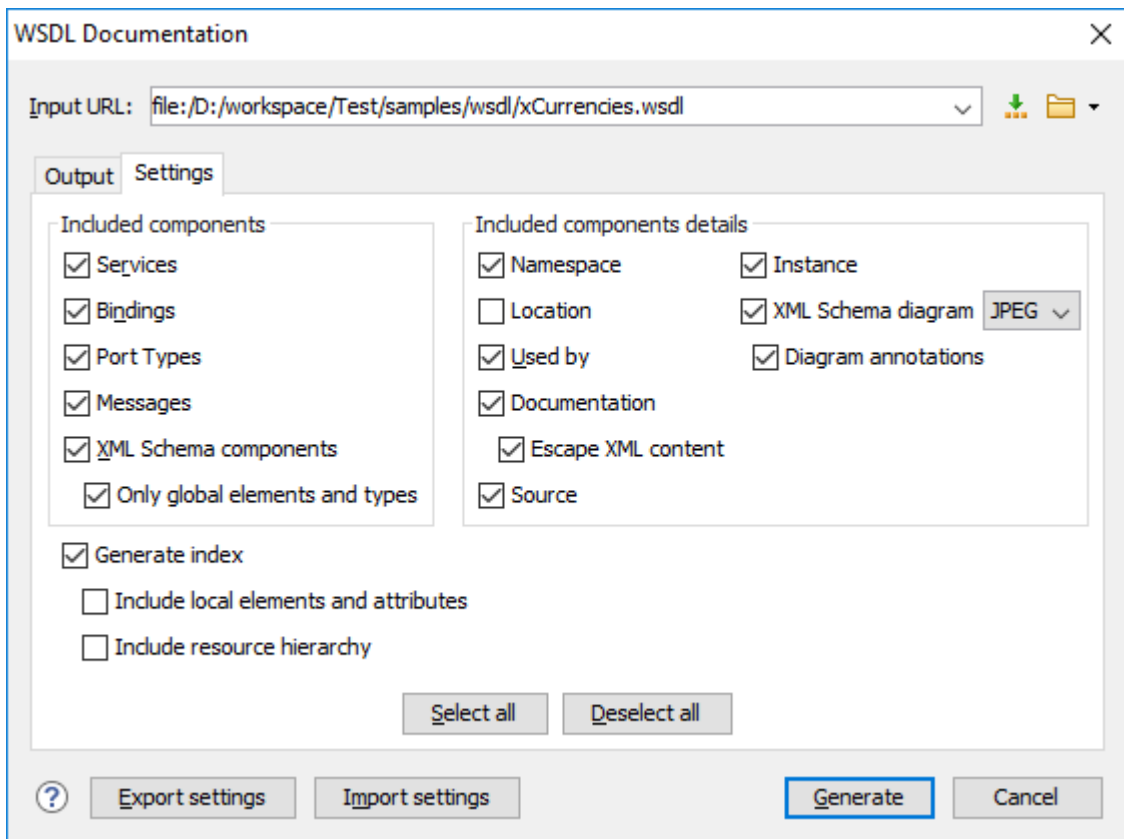 WSDL Documentation
Input URL: file:/D:/workspace/Test/samples/wsdl/xCurrencies.wsdl
Output Settings
Included components
Services
Bindings
Port Types
Messages
XML Schema components
Only global elements and types
Included components details
Namespace Instance
Location XML Schema diagram JPEG
Used by Diagram annotations
Documentation
Escape XML content
Source
Generate index
Include local elements and attributes
Include resource hierarchy
Select all Deselect all
? Export settings Import settings Generate Cancel